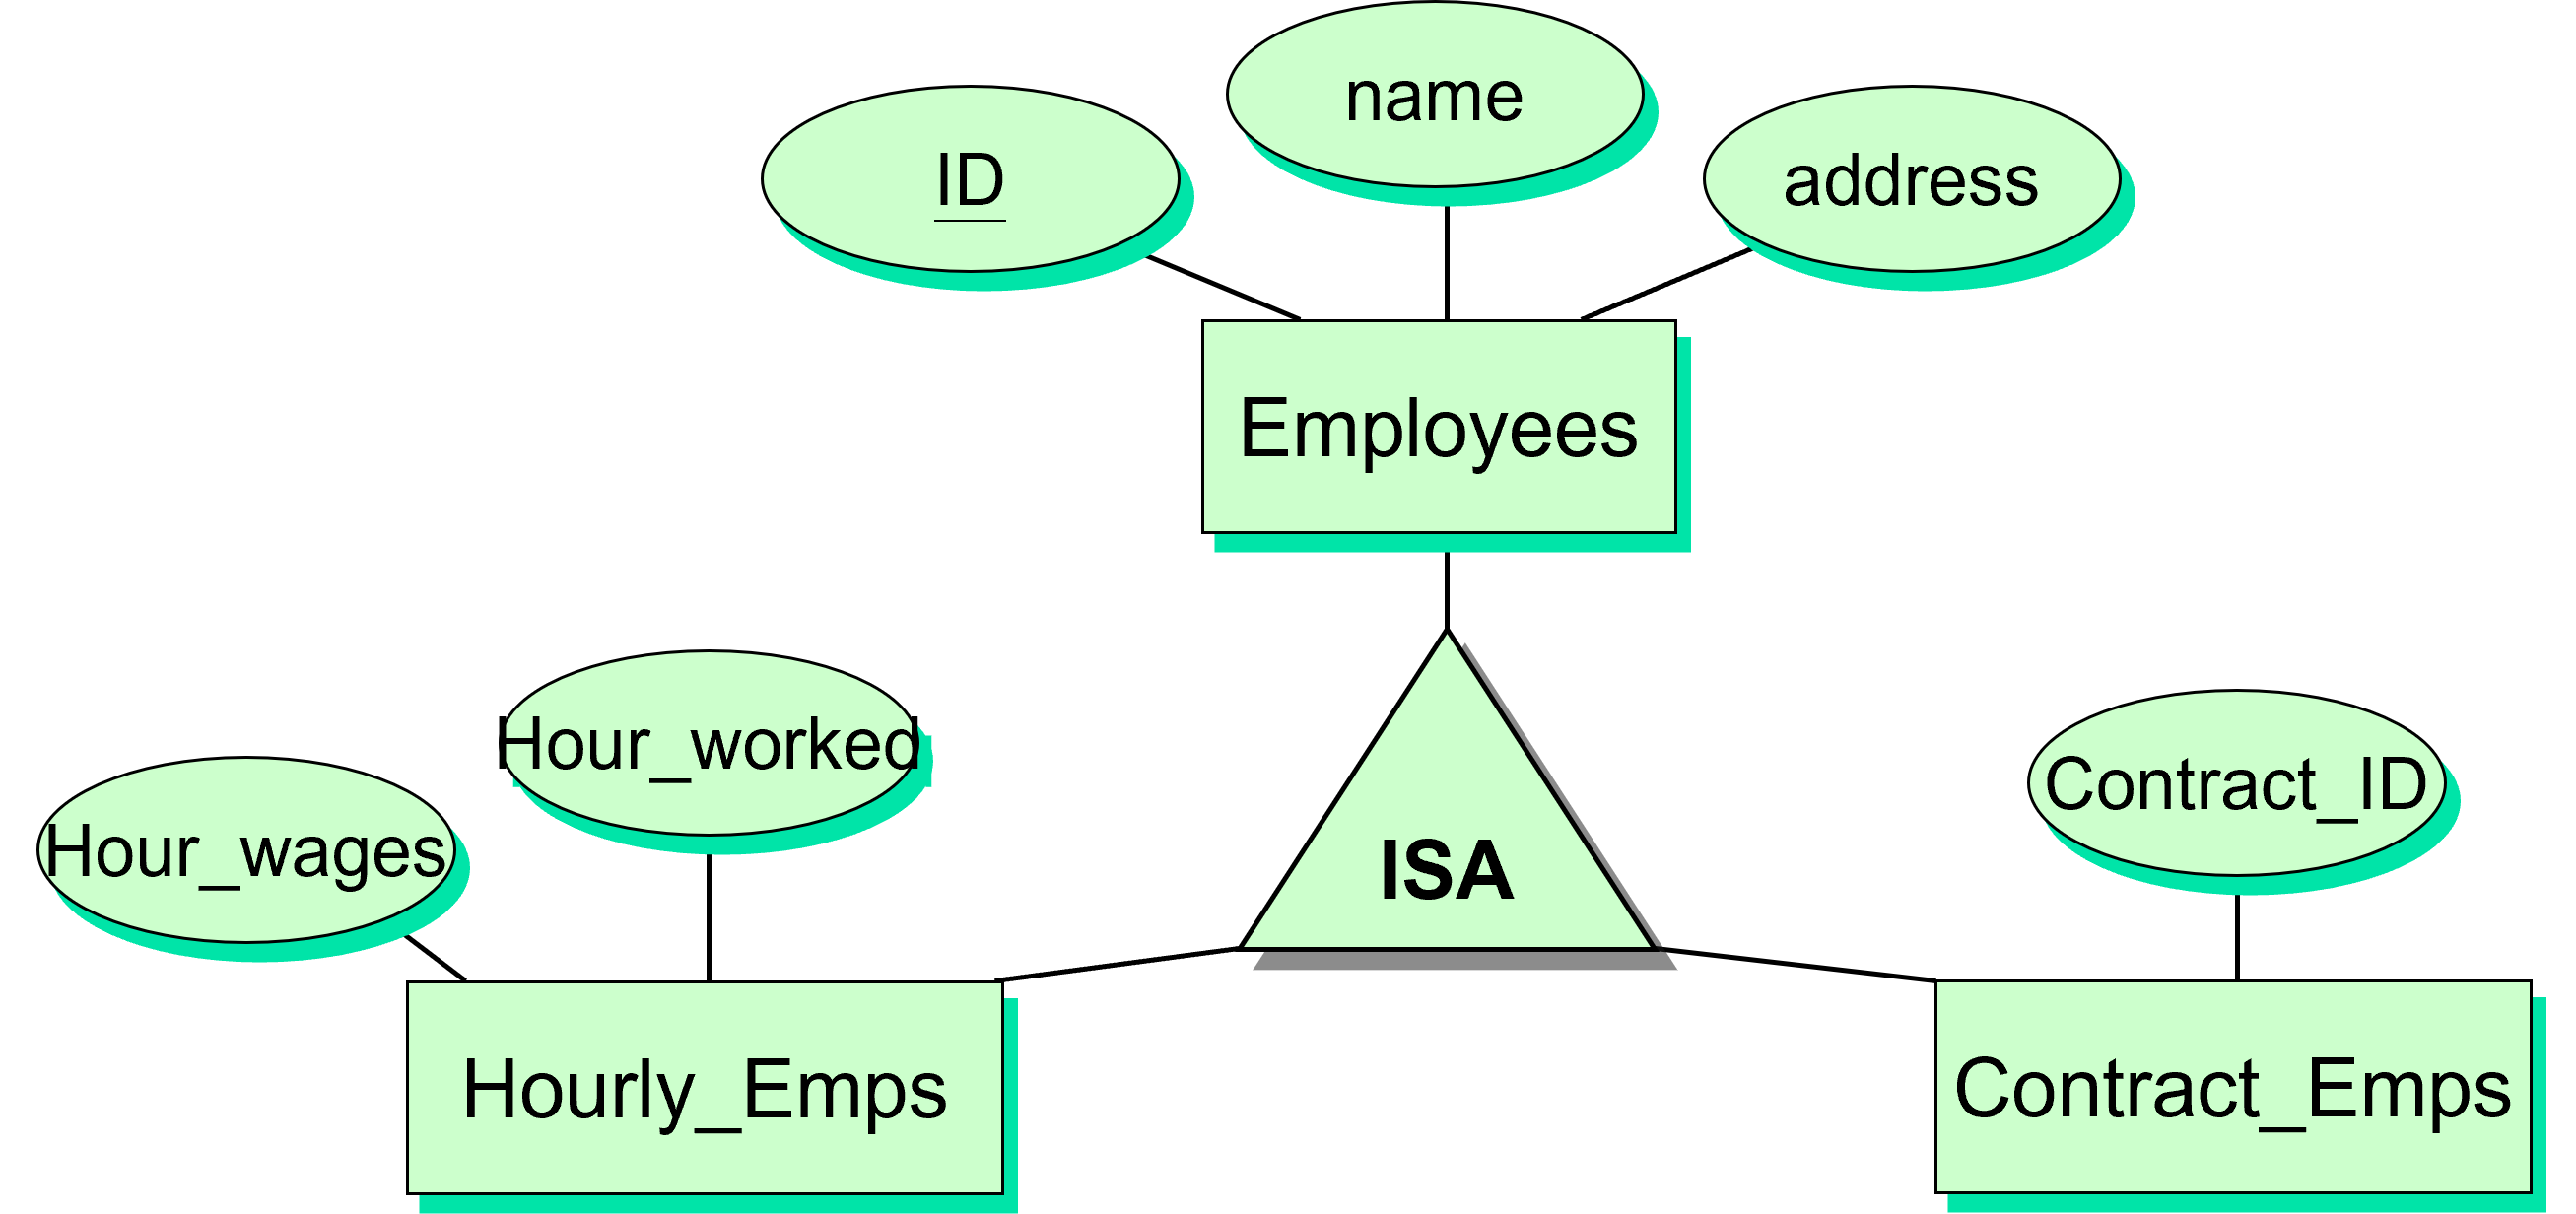 name
ID
address
Employees
Hour_worked
Contract_ID
Hour_wages
ISA
Hourly_Emps
Contract_Emps